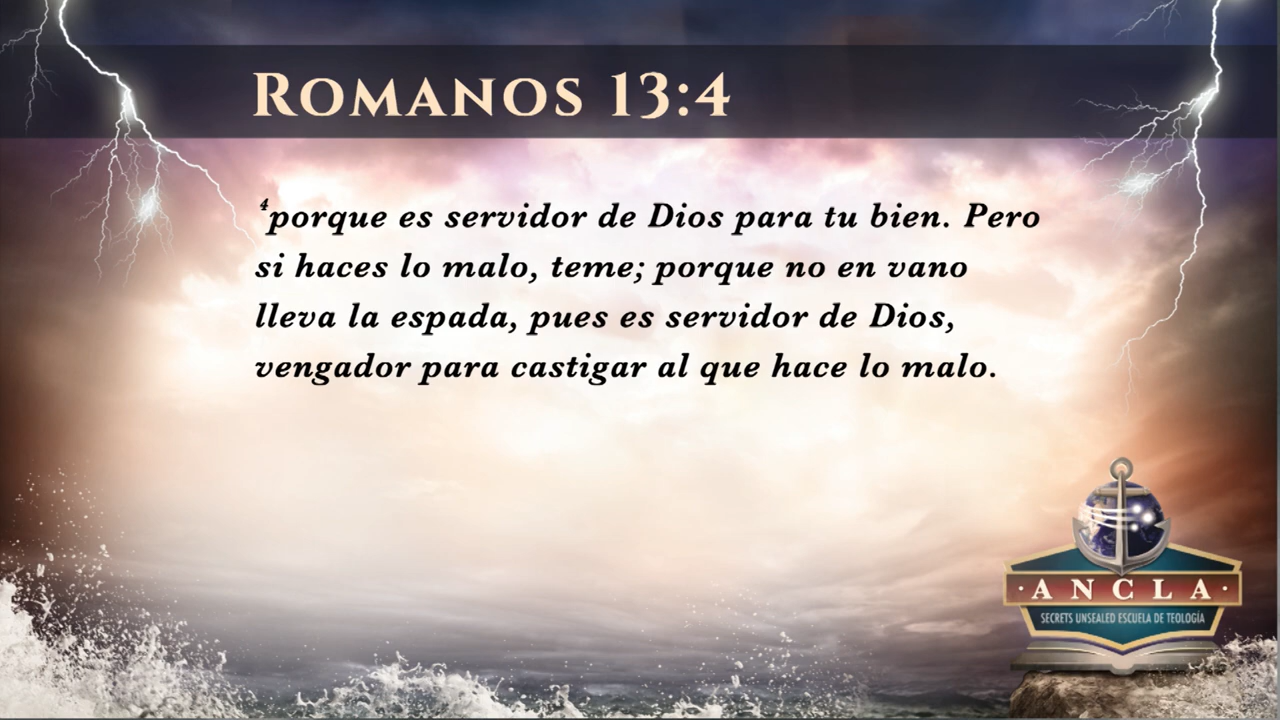 Romanos 13:4
⁴porque es servidor de Dios para tu bien. Pero
si haces lo malo, teme; porque no en vano
lleva la espada, pues es servidor de Dios,
vengador para castigar al que hace lo malo.
· A N C L A ·
SECRETS UNSEALED ESCUELA DE TEOLOGÍA